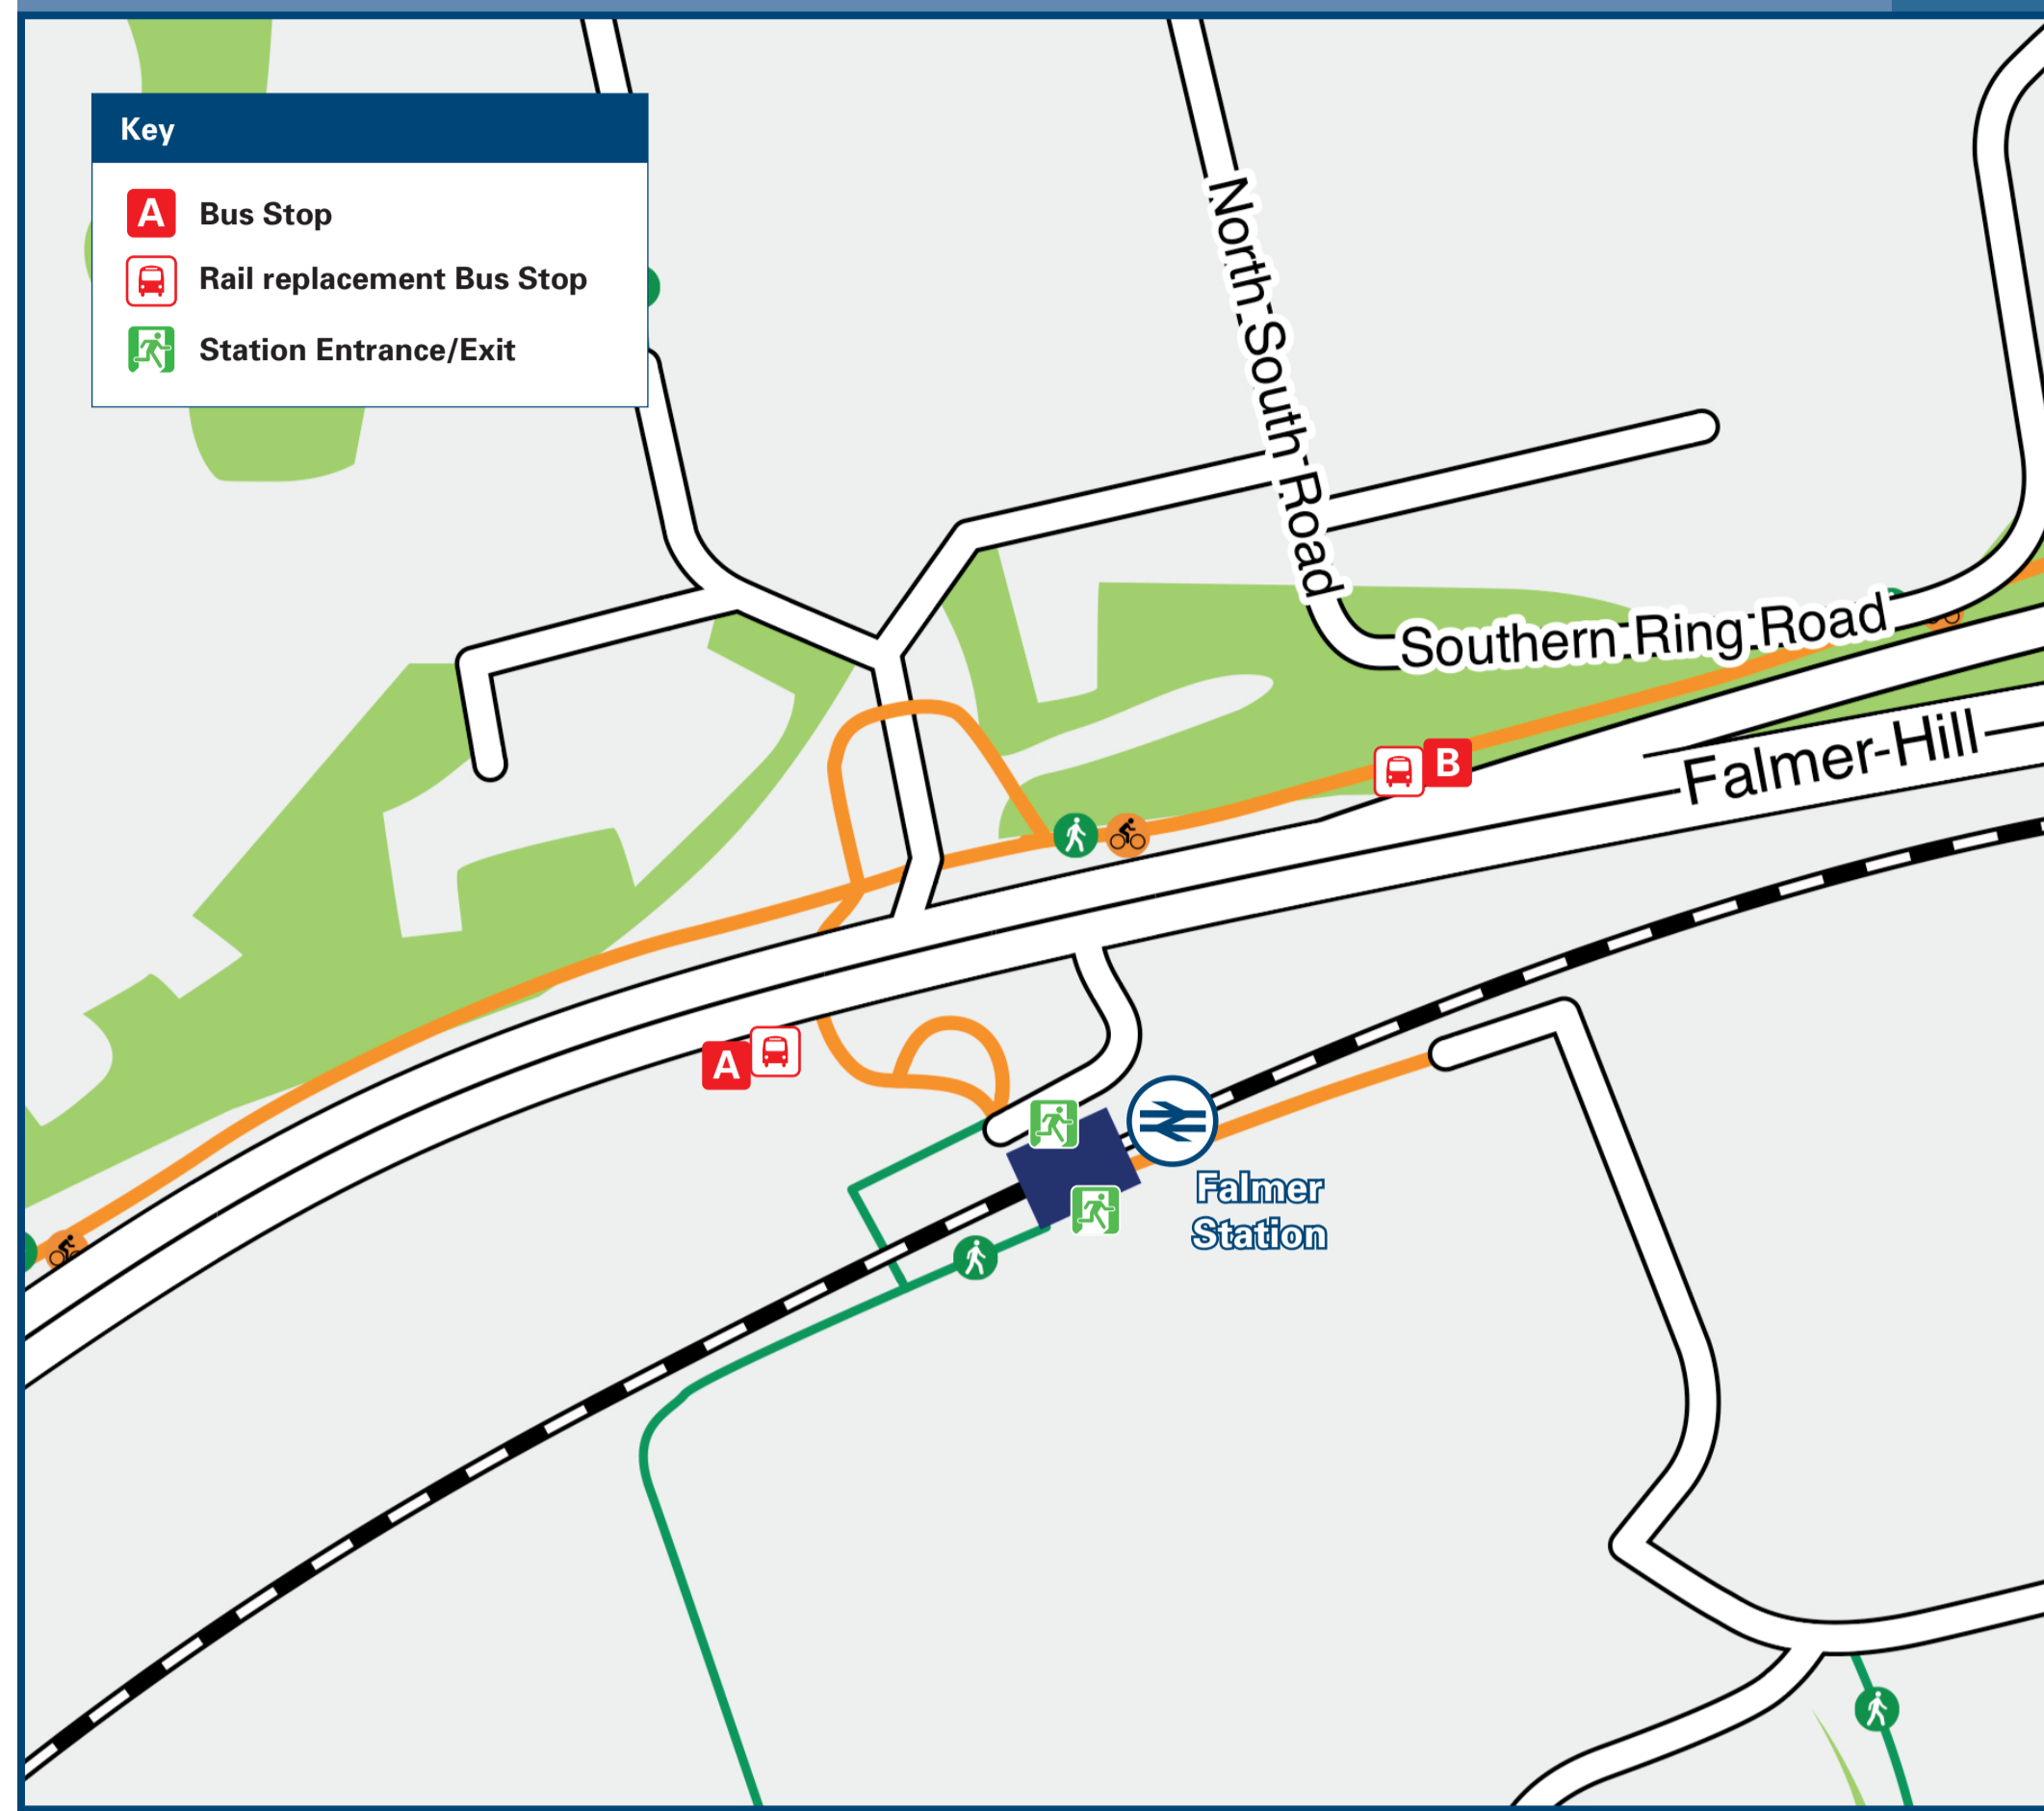 Key
A Bus Stop
Rail replacement Bus Stop
Station Entrance/Exit
North-South-Road
Southern Ring Road
Falmer-Hill
B
A
Falmer
Station